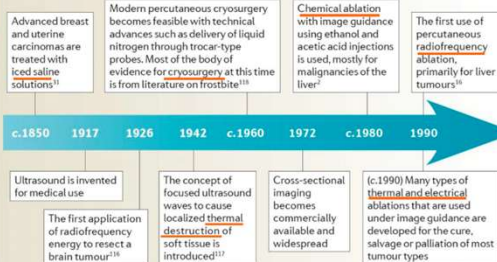 Advanced breast
and uterine
carcinomas are
treated with
iced saline
solutions³¹
Modern percutaneous cryosurgery
becomes feasible with technical
advances such as delivery of liquid
nitrogen through trocar-type
probes. Most of the body of
evidence for cryosurgery at this time
is from literature on frostbite¹¹⁸
Chemical ablation
with image guidance
using ethanol and
acetic acid injections
is used, mostly for
malignancies of the
liver²
The first use of
percutaneous
radiofrequency
ablation,
primarily for liver
tumours¹⁶
c.1850 1917 1926 1942 c.1960 1972 c.1980 1990
Ultrasound is invented
for medical use
The first application
of radiofrequency
energy to resect a
brain tumour¹¹⁶
The concept of
focused ultrasound
waves to cause
localized thermal
destruction of
soft tissue is
introduced¹¹⁷
Cross-sectional
imaging
becomes
commercially
available and
widespread
(c.1990) Many types of
thermal and electrical
ablations that are used
under image guidance are
developed for the cure,
salvage or palliation of most
tumour types